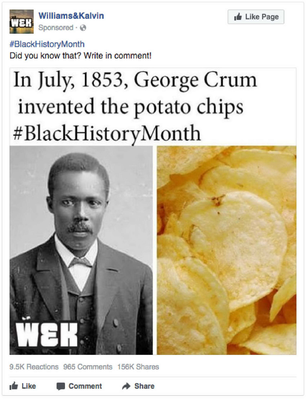 W&K
Williams&Kalvin
Sponsored ·
Like Page
#BlackHistoryMonth
Did you know that? Write in comment!
In July, 1853, George Crum
invented the potato chips
#BlackHistoryMonth
W&K
9.5K Reactions 965 Comments 156K Shares
Like Comment Share